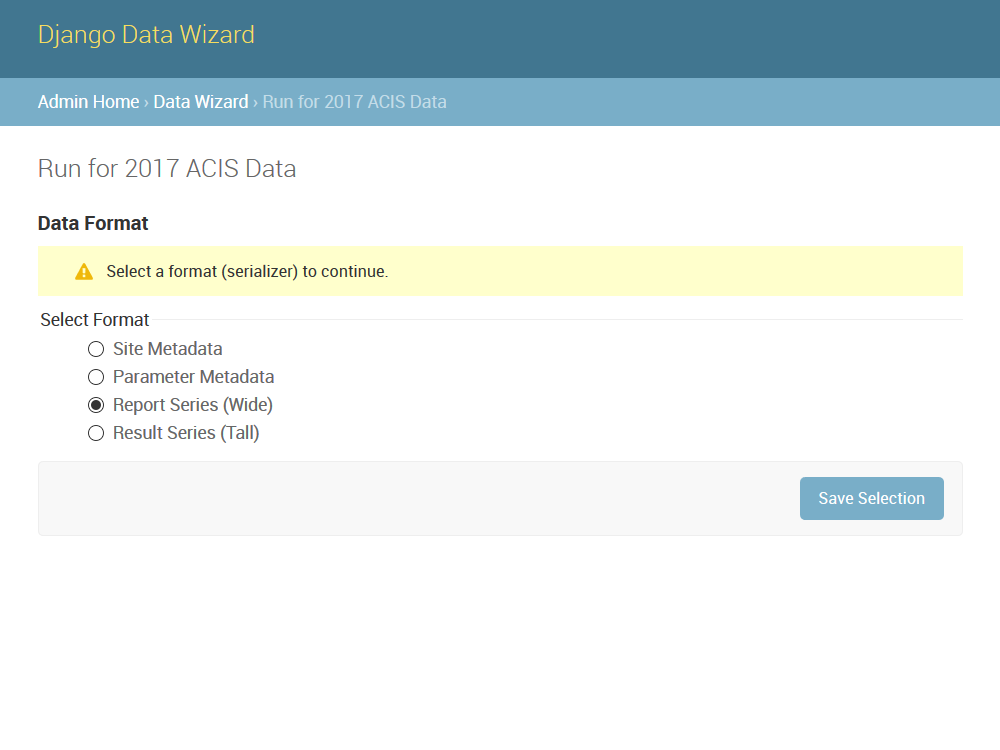 Django Data Wizard
Admin Home › Data Wizard › Run for 2017 ACIS Data
Run for 2017 ACIS Data
Data Format
Select a format (serializer) to continue.
Select Format
Site Metadata
Parameter Metadata
Report Series (Wide)
Result Series (Tall)
Save Selection